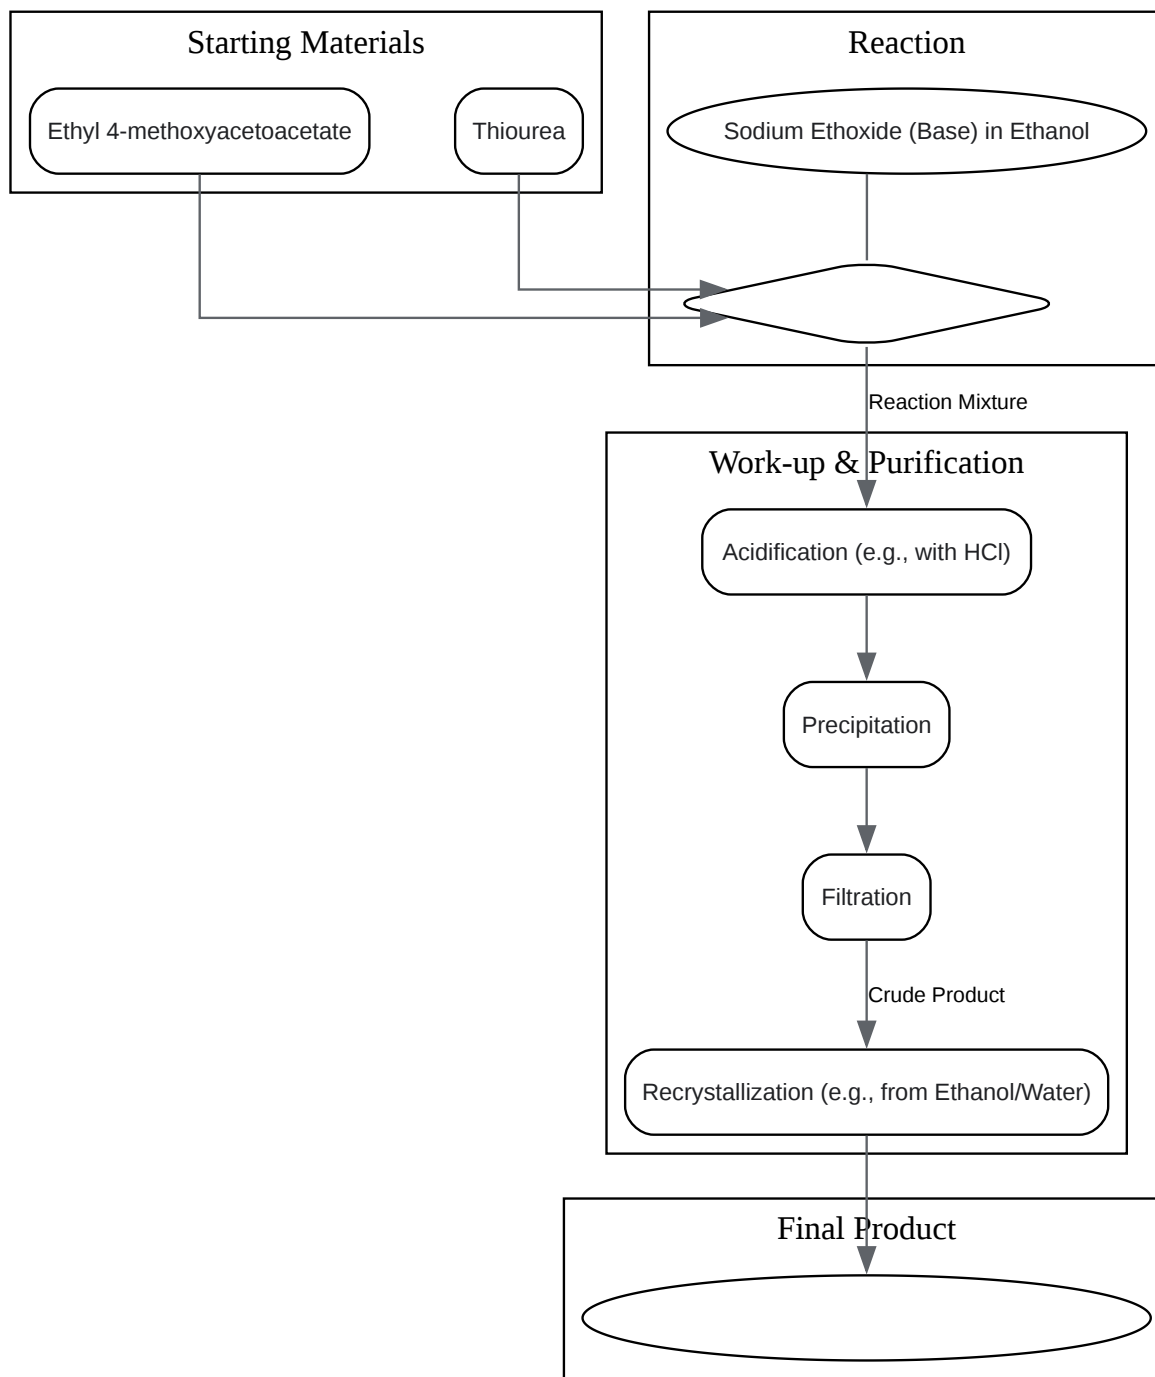 Starting Materials
Reaction
Ethyl 4-methoxyacetoacetate
Thiourea
Sodium Ethoxide (Base) in Ethanol
Reaction Mixture
Work-up & Purification
Acidification (e.g., with HCl)
Precipitation
Filtration
Crude Product
Recrystallization (e.g., from Ethanol/Water)
Final Product